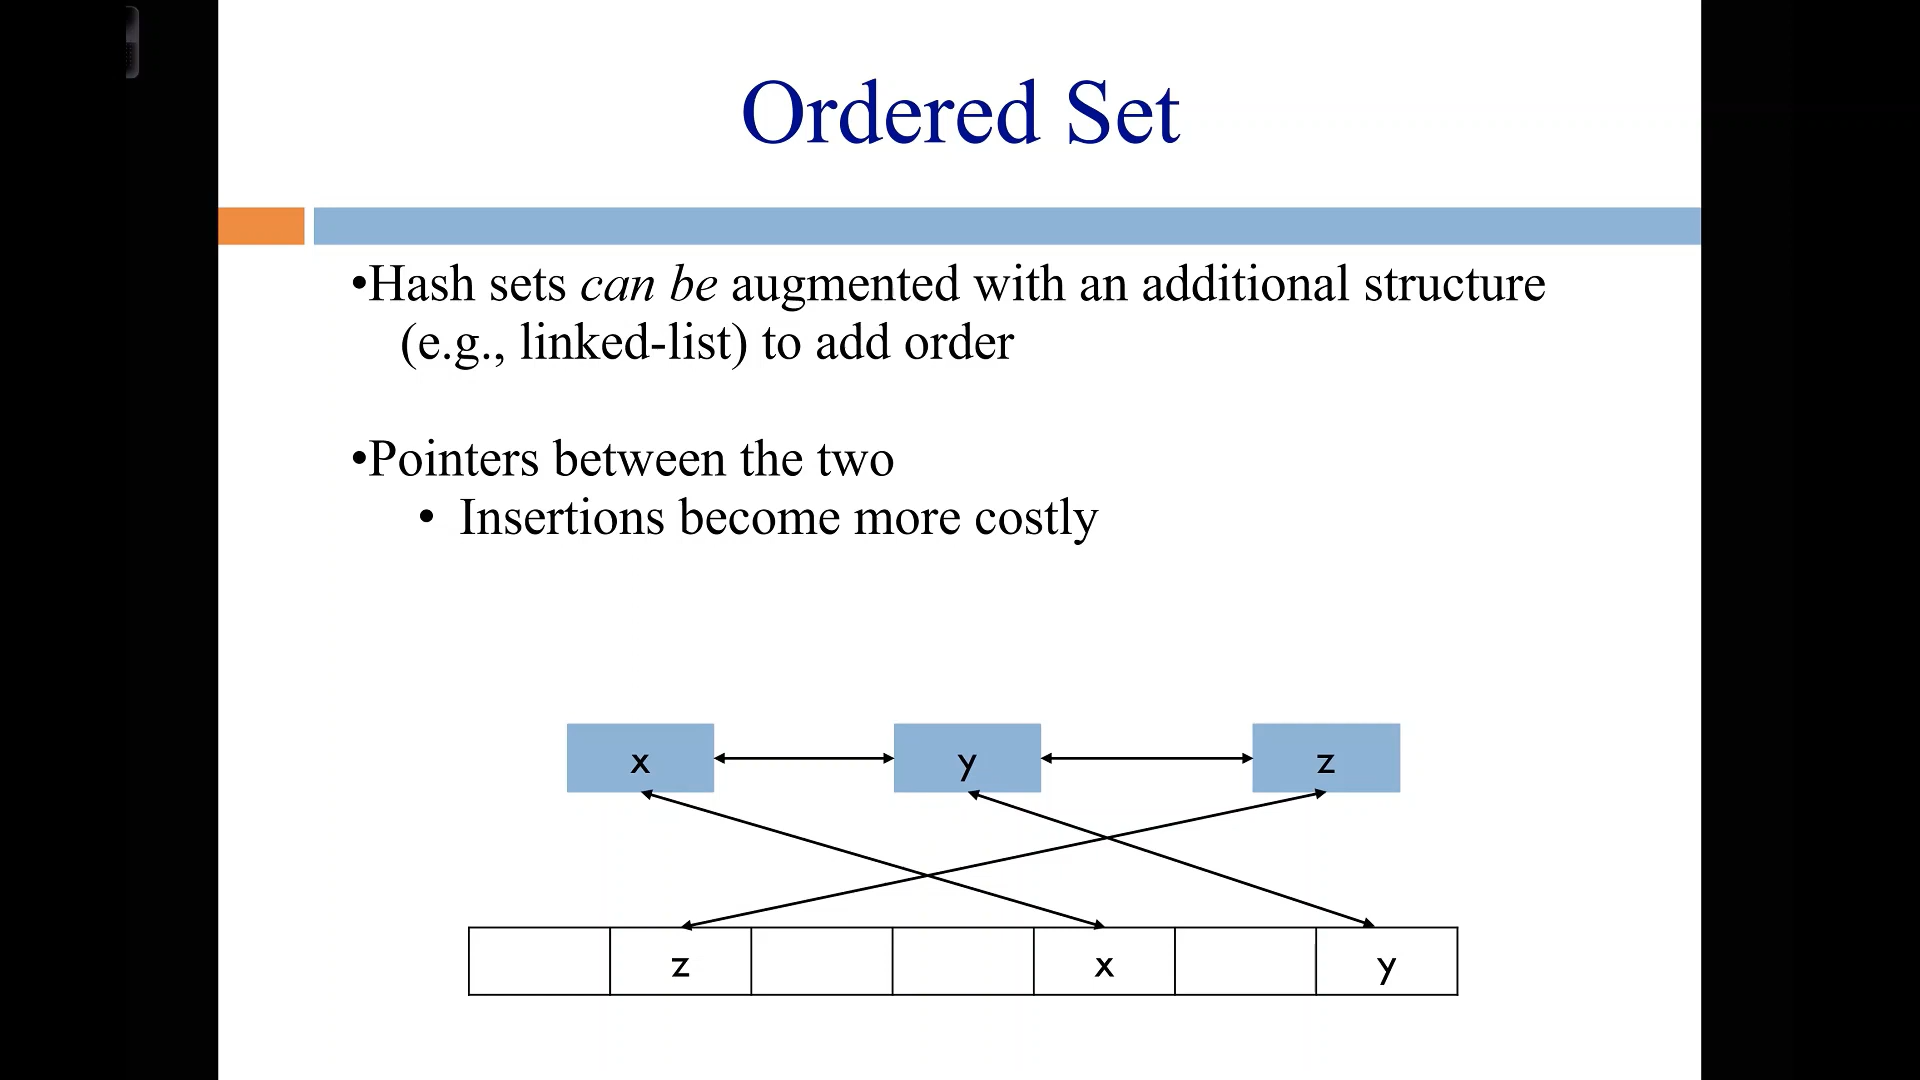 Ordered Set
•Hash sets can be augmented with an additional structure
(e.g., linked-list) to add order
•Pointers between the two
• Insertions become more costly
x y z
z x y